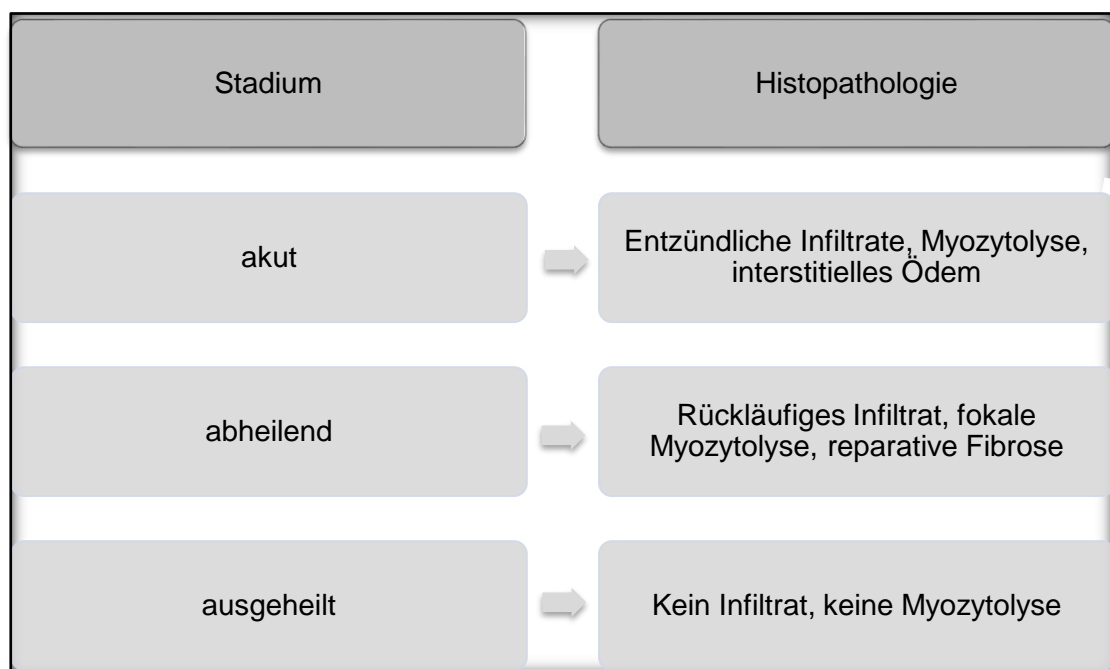 Stadium
Histopathologie
akut
Entzündliche Infiltrate, Myozytolyse,
interstitielles Ödem
abheilend
Rückläufiges Infiltrat, fokale
Myozytolyse, reparative Fibrose
ausgeheilt
Kein Infiltrat, keine Myozytolyse